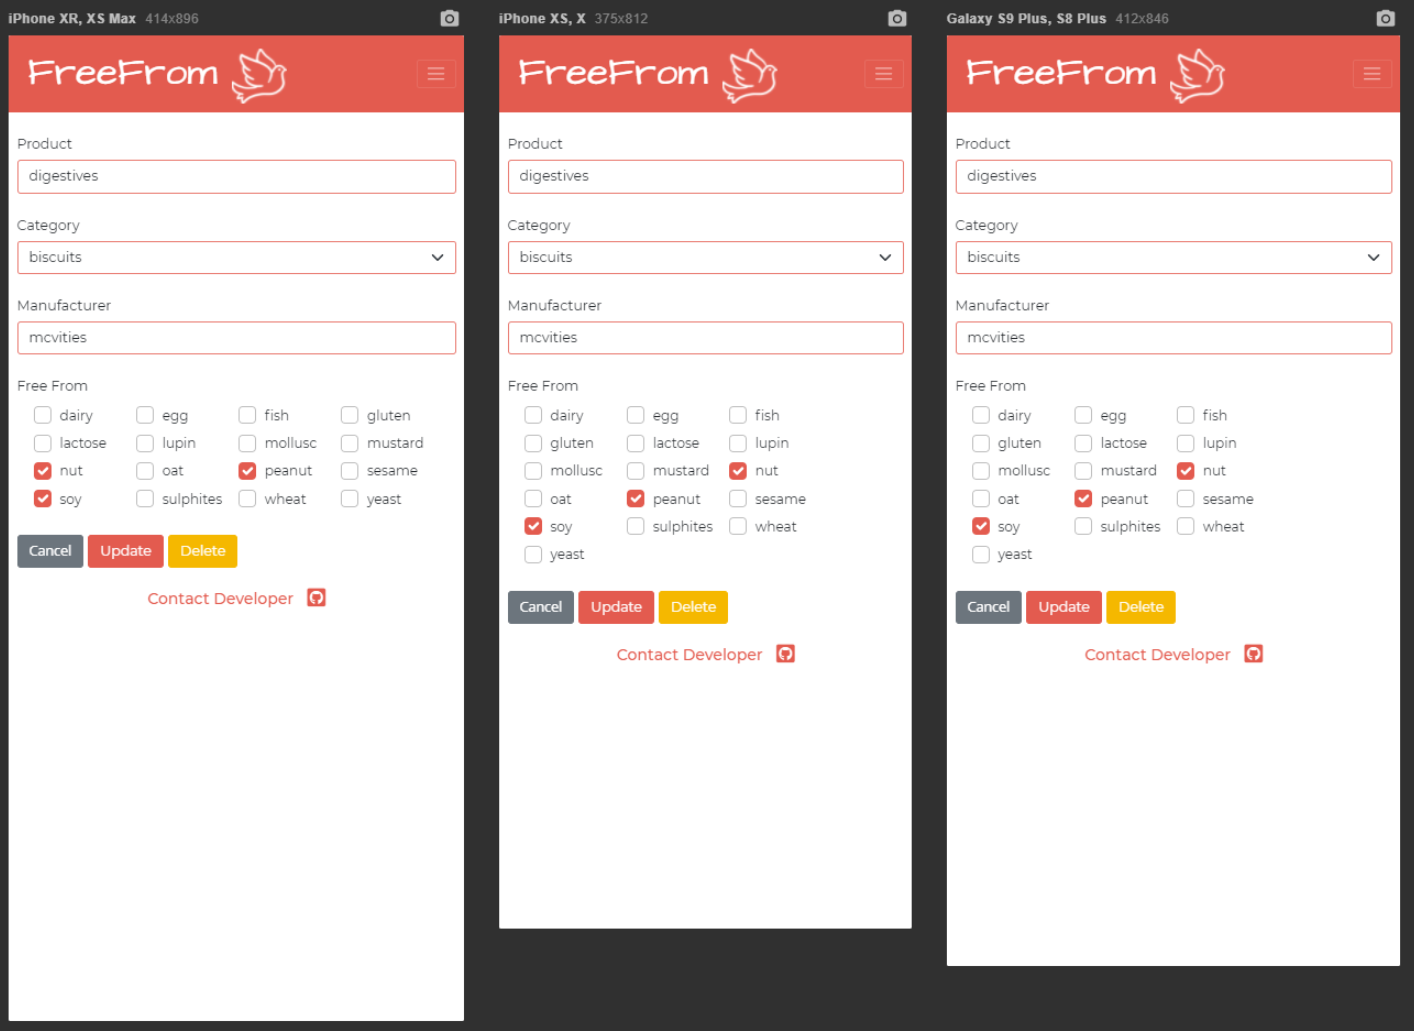 iPhone XR, XS Max 414x896
FreeFrom
Product
digestives
Category
biscuits
Manufacturer
mcvities
Free From
dairy egg fish gluten
lactose lupin mollusc mustard
nut oat peanut sesame
soy sulphites wheat yeast
Cancel Update Delete
Contact Developer
iPhone XS, X 375x812
FreeFrom
Product
digestives
Category
biscuits
Manufacturer
mcvities
Free From
dairy egg fish
gluten lactose lupin
mollusc mustard nut
oat peanut sesame
soy sulphites wheat
yeast
Cancel Update Delete
Contact Developer
Galaxy S9 Plus, S8 Plus 412x846
FreeFrom
Product
digestives
Category
biscuits
Manufacturer
mcvities
Free From
dairy egg fish
gluten lactose lupin
mollusc mustard nut
oat peanut sesame
soy sulphites wheat
yeast
Cancel Update Delete
Contact Developer